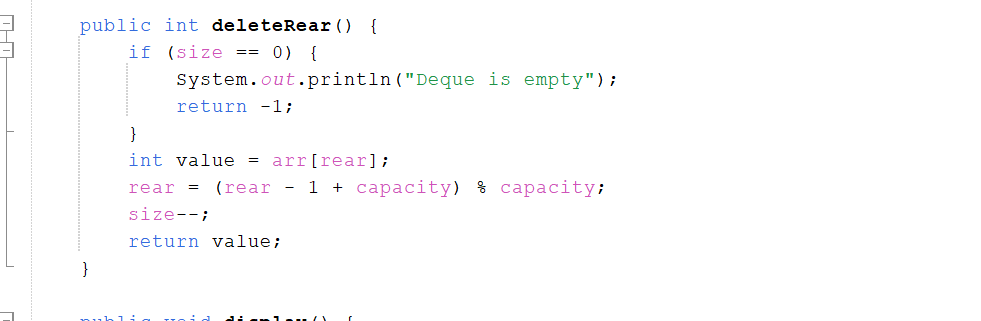 public int deleteRear() {
if (size == 0) {
System.out.println("Deque is empty");
return -1;
}
int value = arr[rear];
rear = (rear - 1 + capacity) % capacity;
size--;
return value;
}
public void display() {